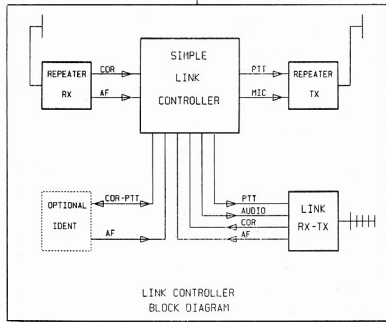 SIMPLE
LINK
CONTROLLER
REPEATER
RX
COR
AF
PTT
MIC
REPEATER
TX
OPTIONAL
IDENT
COR-PTT
AF
PTT
AUDIO
COR
AF
LINK
RX-TX
LINK CONTROLLER
BLOCK DIAGRAM